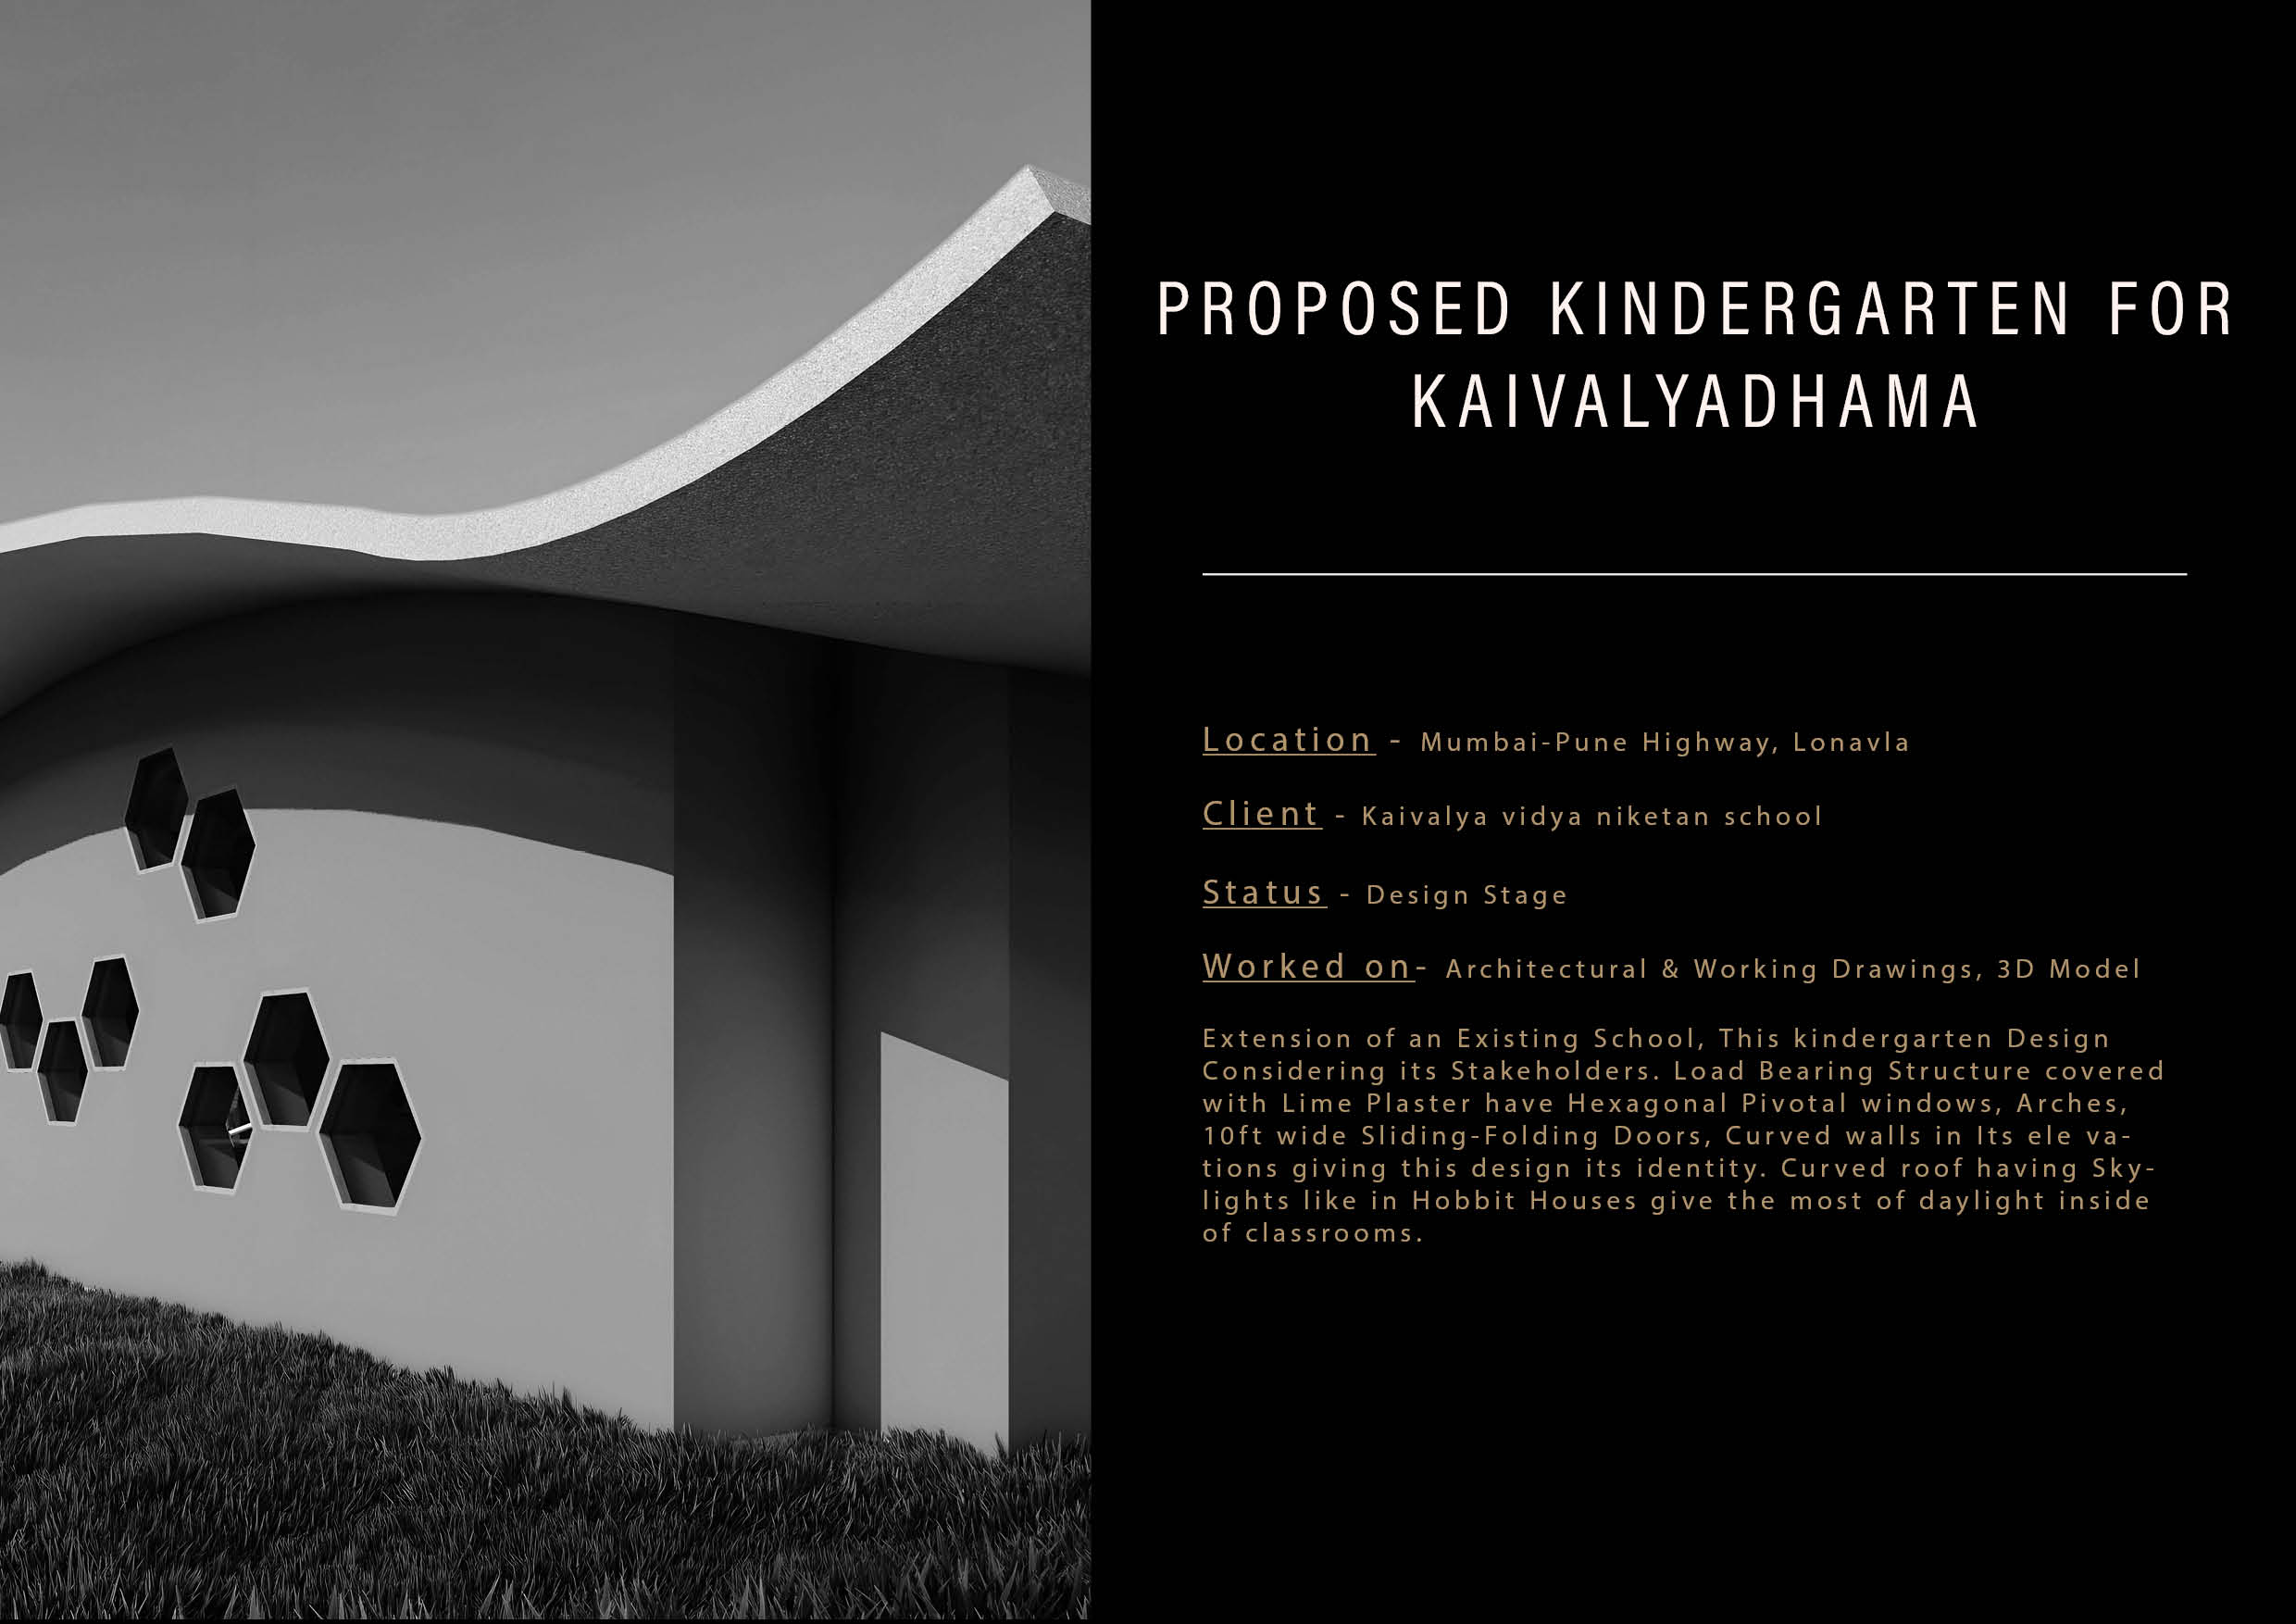 PROPOSED KINDERGARTEN FOR
KAIVALYADHAMA
Location - Mumbai-Pune Highway, Lonavla
Client - Kaivalya vidya niketan school
Status - Design Stage
Worked on- Architectural & Working Drawings, 3D Model
Extension of an Existing School, This kindergarten Design
Considering its Stakeholders. Load Bearing Structure covered
with Lime Plaster have Hexagonal Pivotal windows, Arches,
10ft wide Sliding-Folding Doors, Curved walls in Its ele va-
tions giving this design its identity. Curved roof having Sky-
lights like in Hobbit Houses give the most of daylight inside
of classrooms.